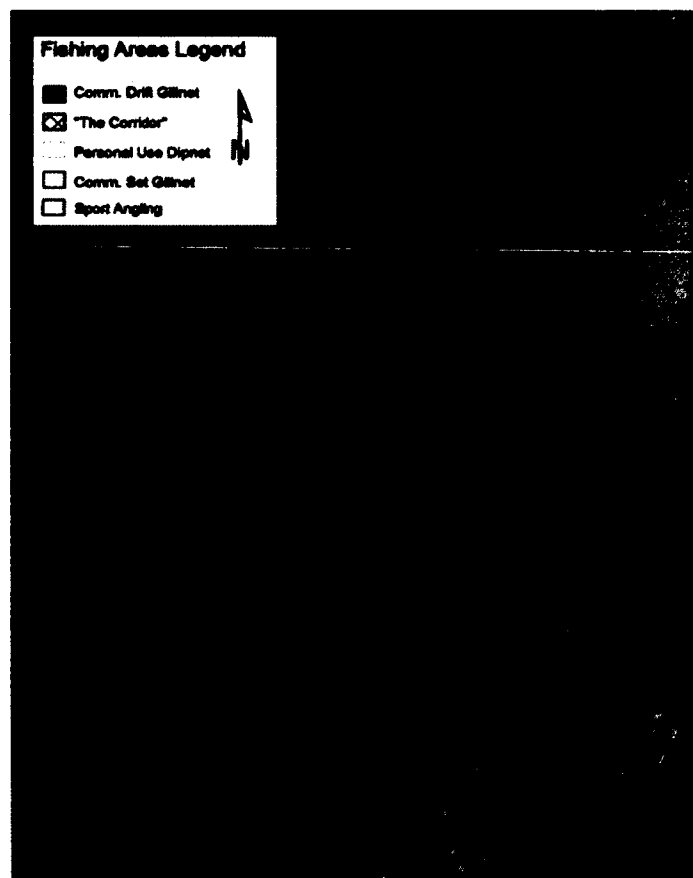 Fishing Areas Legend
Comm. Drift Gillnet
"The Corridor"
Personal Use Dipnet
Comm. Set Gillnet
Sport Angling
N